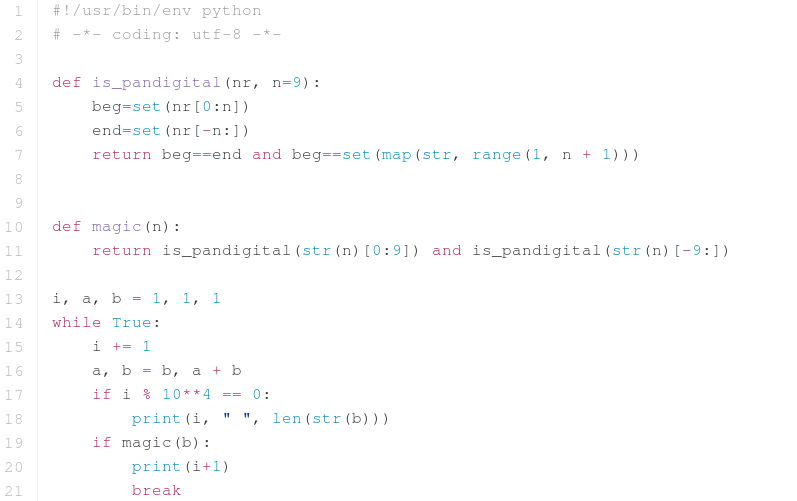 1 #!/usr/bin/env python
2 # -*- coding: utf-8 -*-
3
4 def is_pandigital(nr, n=9):
5     beg=set(nr[0:n])
6     end=set(nr[-n:])
7     return beg==end and beg==set(map(str, range(1, n + 1)))
8
9
10 def magic(n):
11     return is_pandigital(str(n)[0:9]) and is_pandigital(str(n)[-9:])
12
13 i, a, b = 1, 1, 1
14 while True:
15     i += 1
16     a, b = b, a + b
17     if i % 10**4 == 0:
18         print(i, " ", len(str(b)))
19     if magic(b):
20         print(i+1)
21         break